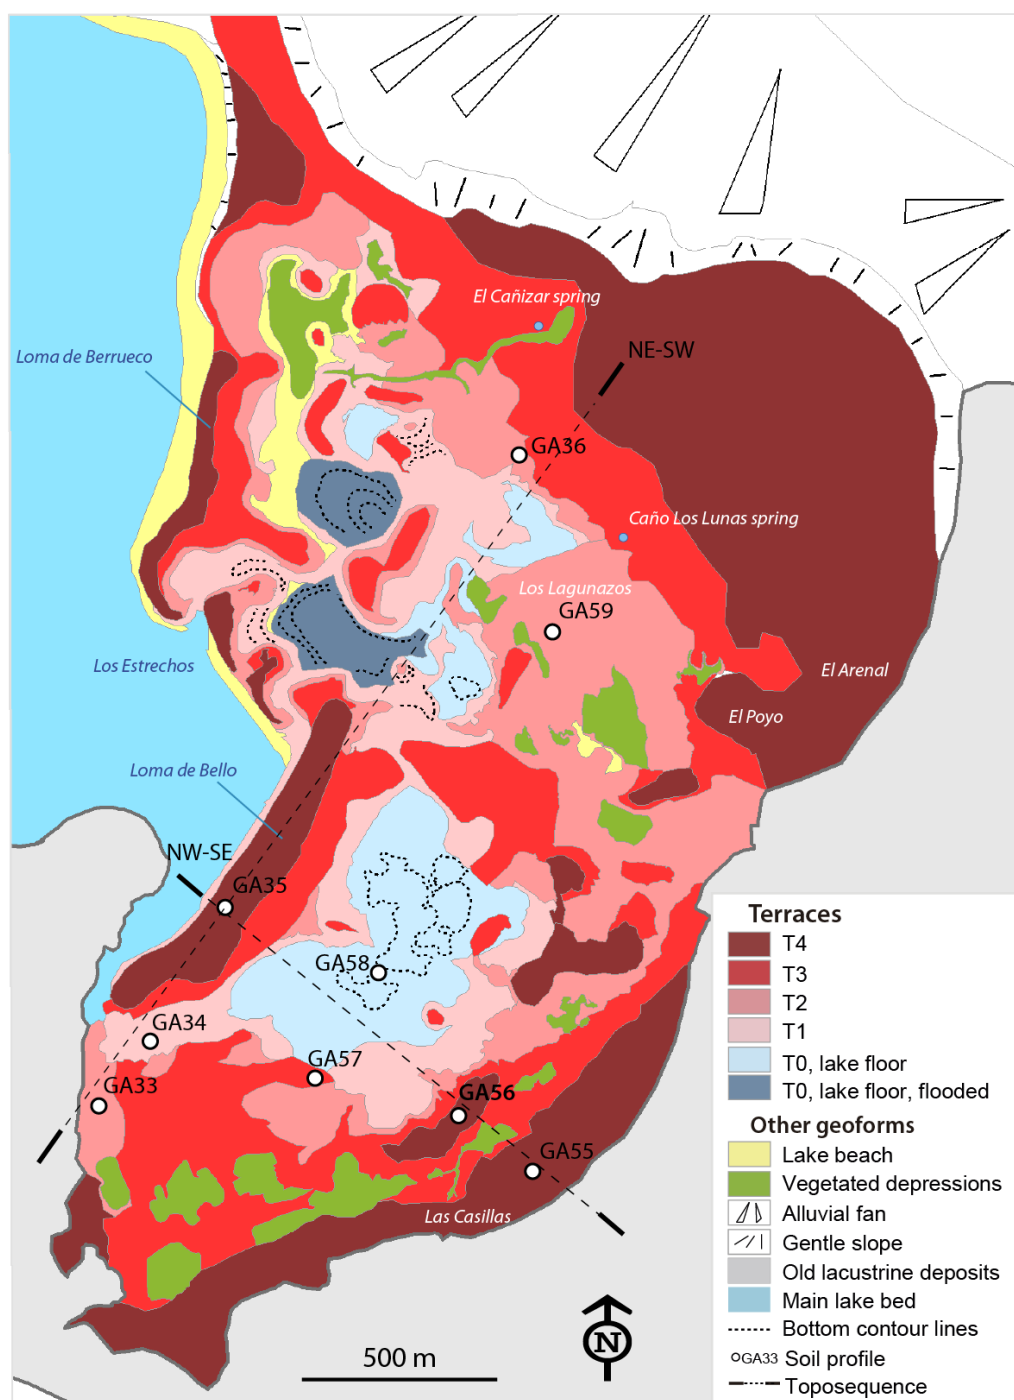 El Cañizar spring
NE-SW
Loma de Berrueco
GA36
Caño Los Lunas spring
Los Lagunazos
GA59
Los Estrechos
El Arenal
El Poyo
Loma de Bello
NW-SE
GA35
GA58
GA34
GA57
GA33
GA56
GA55
Las Casillas
500 m
N
Terraces
T4
T3
T2
T1
T0, lake floor
T0, lake floor, flooded
Other geoforms
Lake beach
Vegetated depressions
Alluvial fan
Gentle slope
Old lacustrine deposits
Main lake bed
Bottom contour lines
GA33 Soil profile
Toposequence